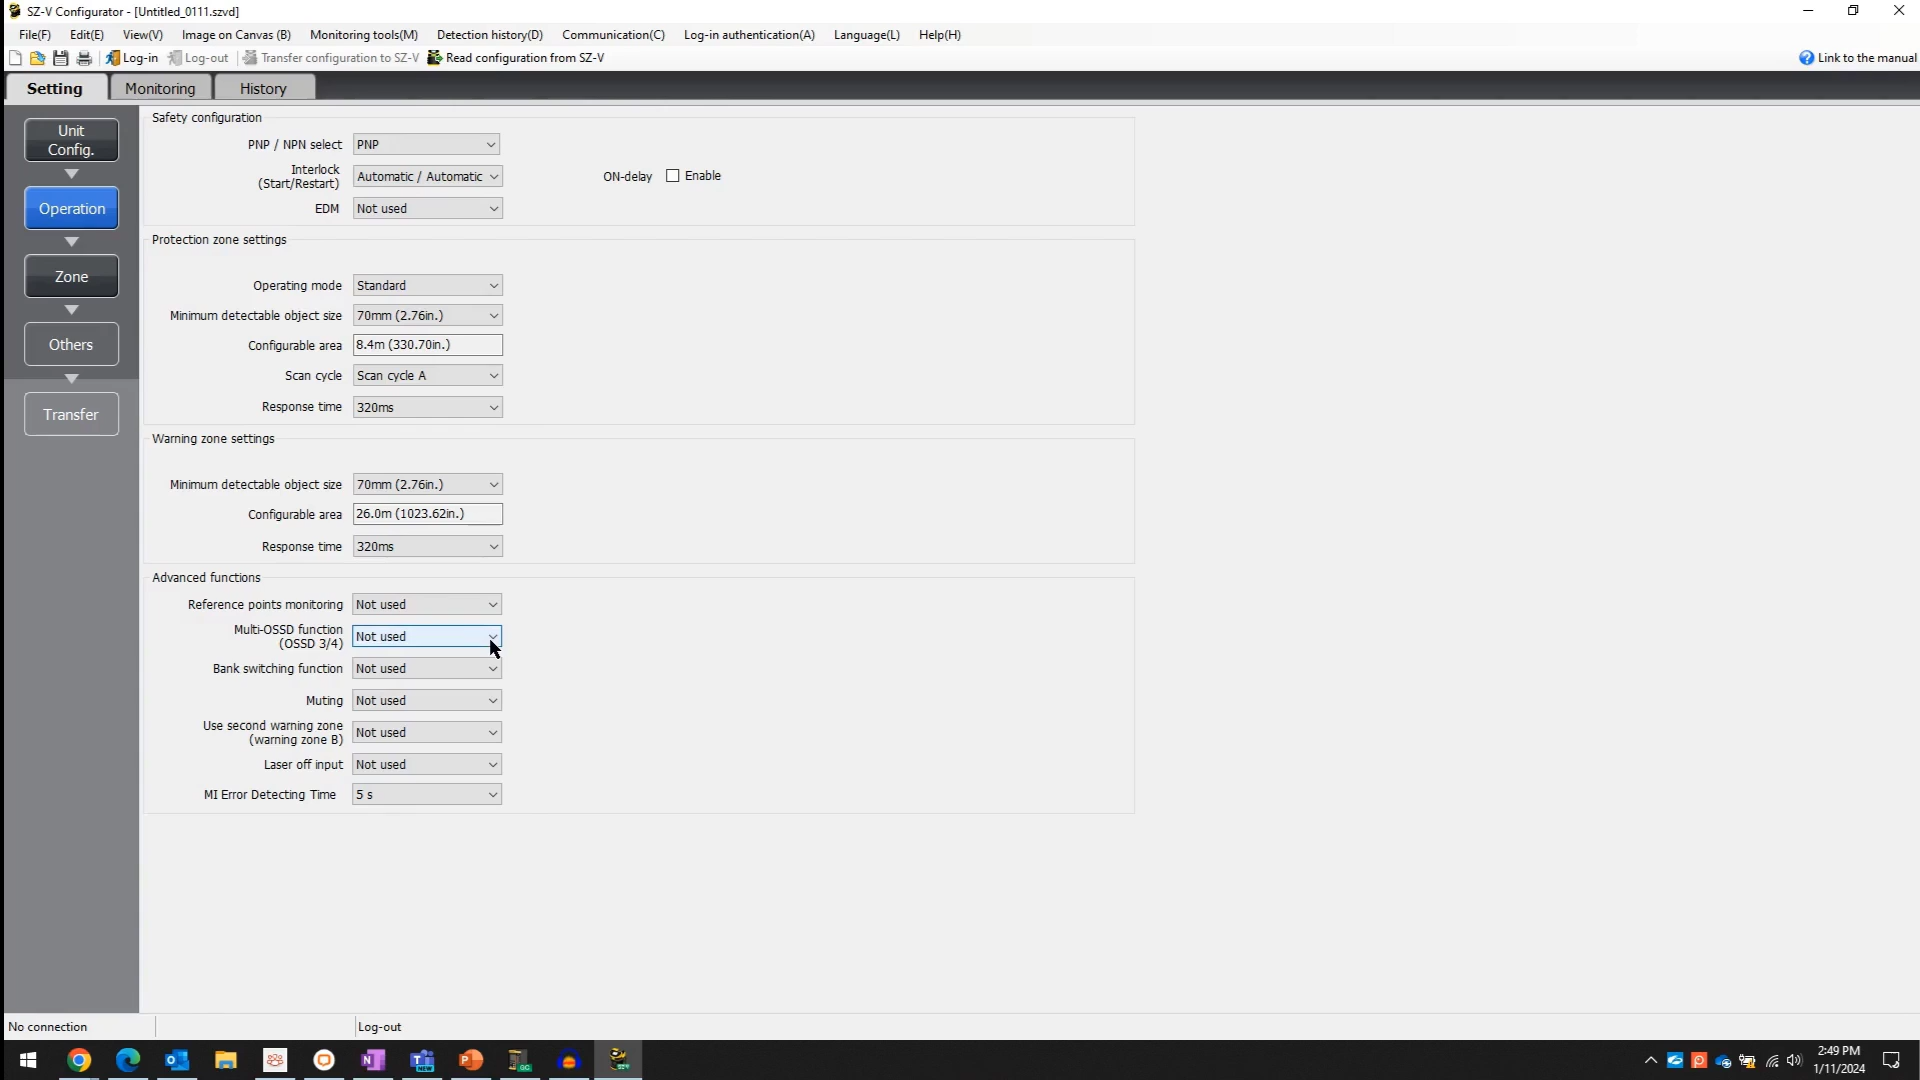 SZ-V Configurator - [Untitled_0111.szvd]
File(F) Edit(E) View(V) Image on Canvas (B) Monitoring tools(M) Detection history(D) Communication(C) Log-in authentication(A) Language(L) Help(H)
Log-in Log-out Transfer configuration to SZ-V Read configuration from SZ-V Link to the manual
Setting Monitoring History
Unit
Config.
Operation
Zone
Others
Transfer
Safety configuration
PNP / NPN select PNP
Interlock
(Start/Restart) Automatic / Automatic ON-delay Enable
EDM Not used
Protection zone settings
Operating mode Standard
Minimum detectable object size 70mm (2.76in.)
Configurable area 8.4m (330.70in.)
Scan cycle Scan cycle A
Response time 320ms
Warning zone settings
Minimum detectable object size 70mm (2.76in.)
Configurable area 26.0m (1023.62in.)
Response time 320ms
Advanced functions
Reference points monitoring Not used
Multi-OSSD function
(OSSD 3/4) Not used
Bank switching function Not used
Muting Not used
Use second warning zone
(warning zone B) Not used
Laser off input Not used
MI Error Detecting Time 5 s
No connection Log-out
2:49 PM
1/11/2024